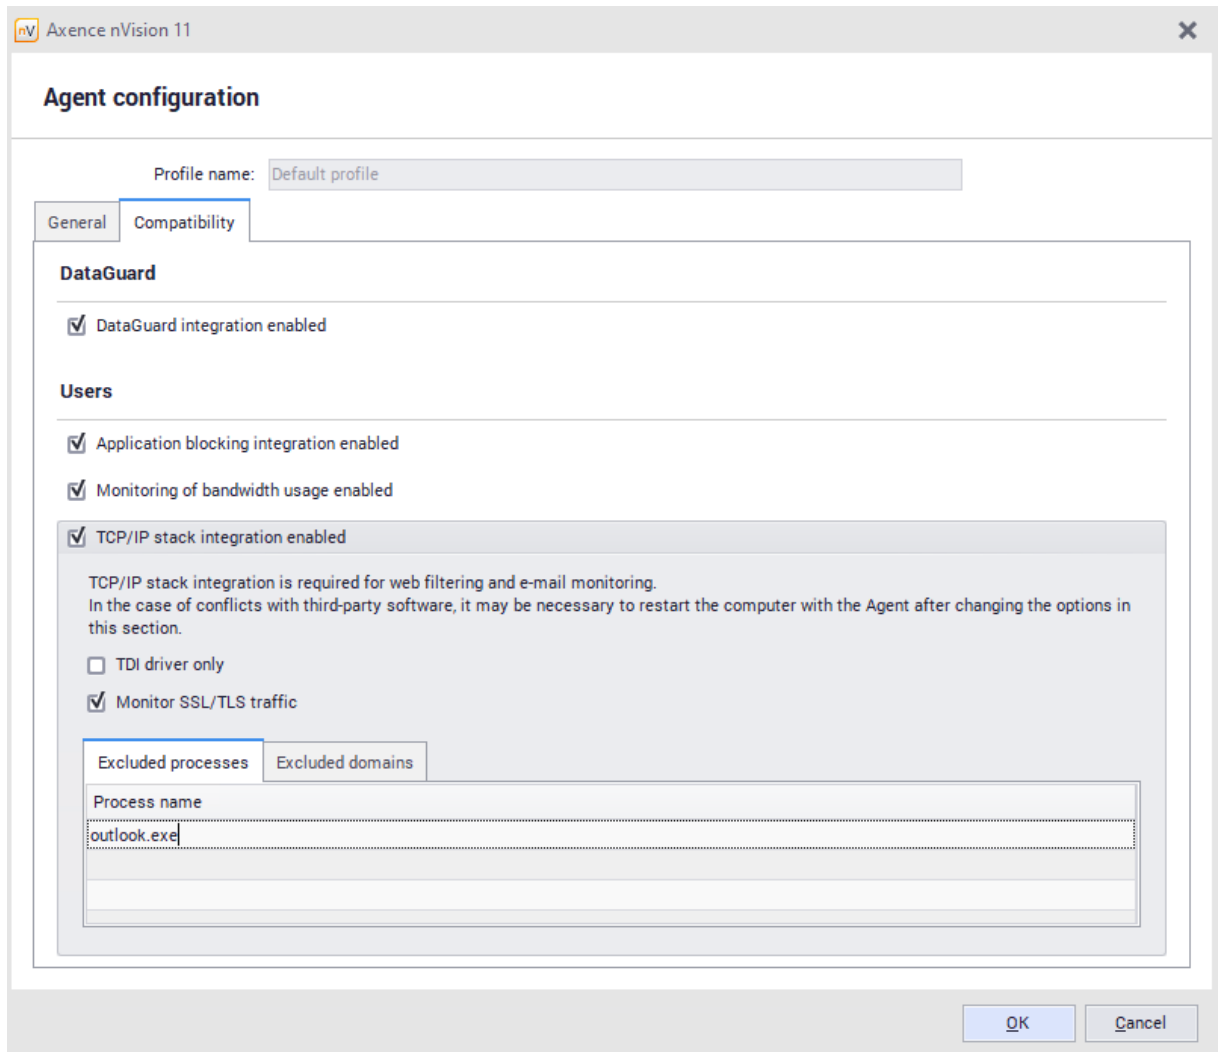 nV Axence nVision 11
Agent configuration
Profile name: Default profile
General Compatibility
DataGuard
DataGuard integration enabled
Users
Application blocking integration enabled
Monitoring of bandwidth usage enabled
TCP/IP stack integration enabled
TCP/IP stack integration is required for web filtering and e-mail monitoring.
In the case of conflicts with third-party software, it may be necessary to restart the computer with the Agent after changing the options in
this section.
TDI driver only
Monitor SSL/TLS traffic
Excluded processes Excluded domains
Process name
outlook.exe
OK Cancel